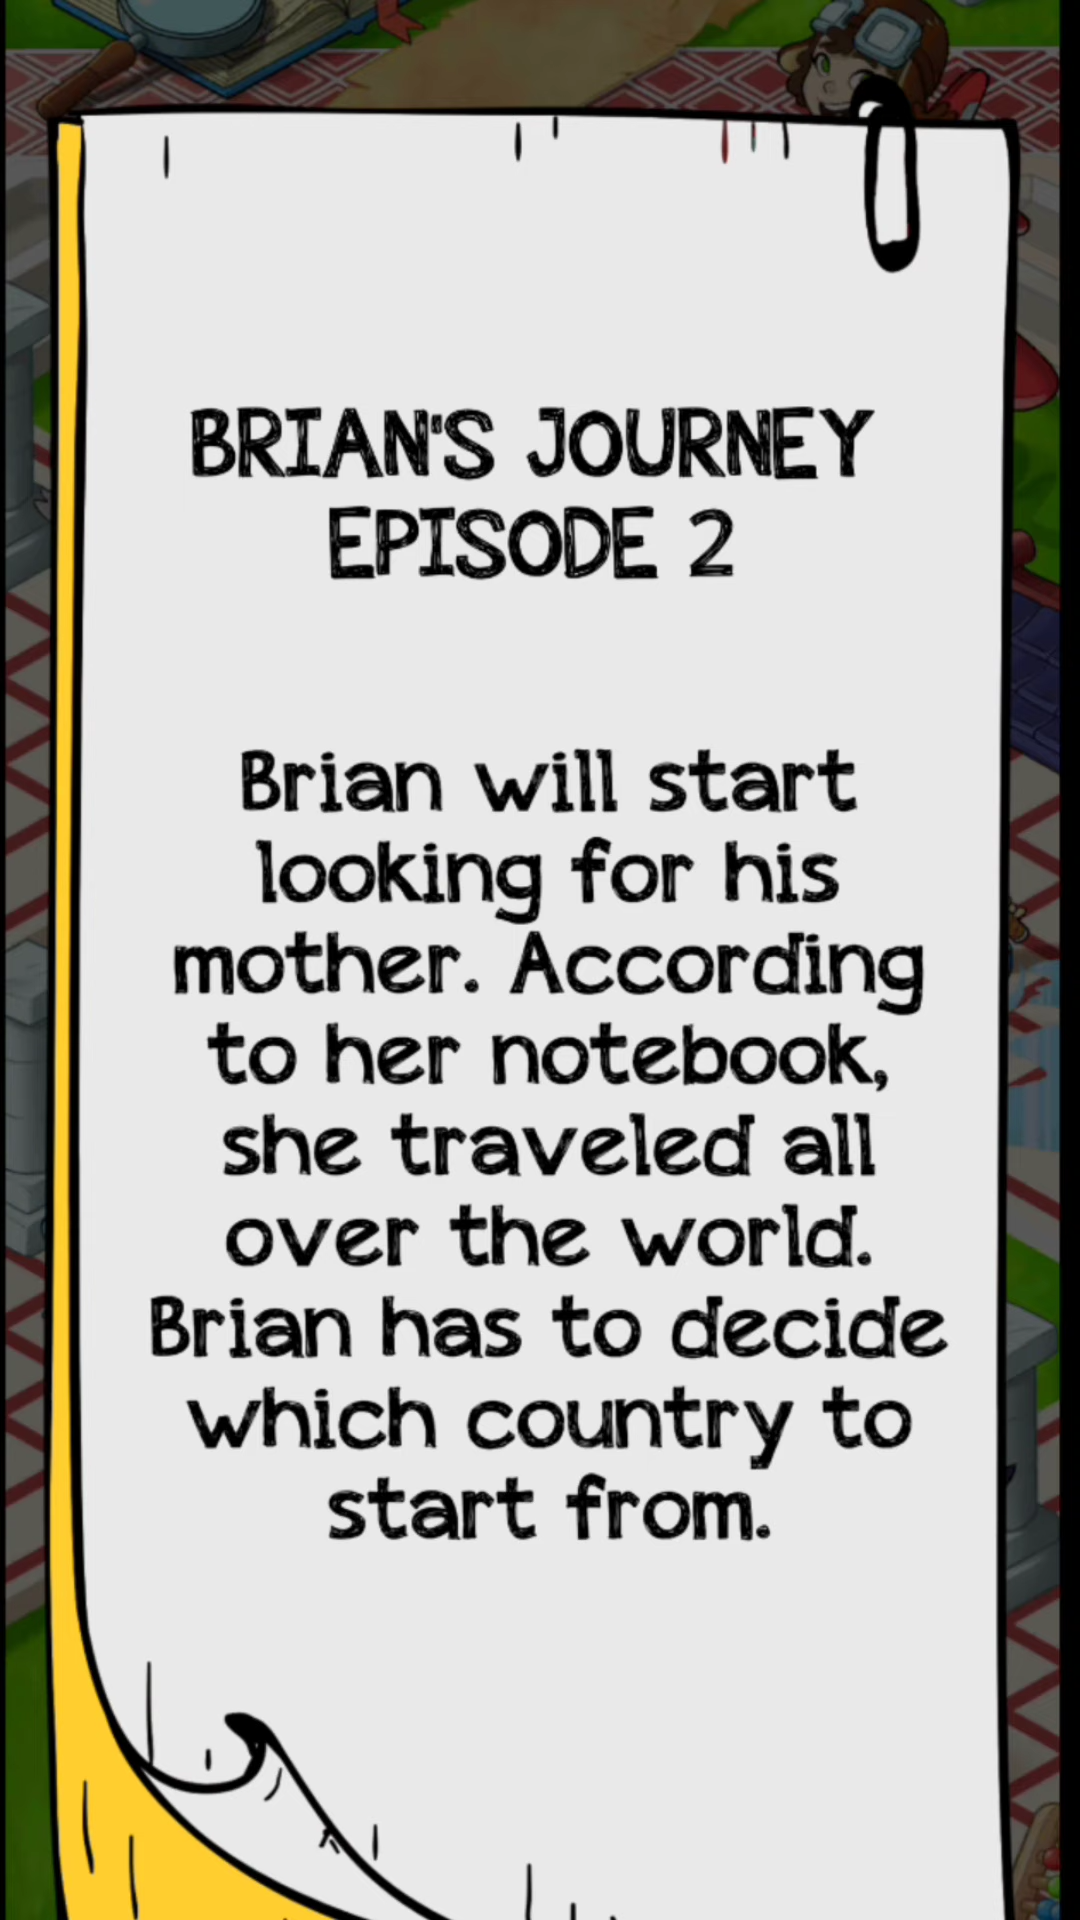 BRIAN'S JOURNEY
EPISODE 2
Brian will start
looking for his
mother. According
to her notebook,
she traveled all
over the world.
Brian has to decide
which country to
start from.